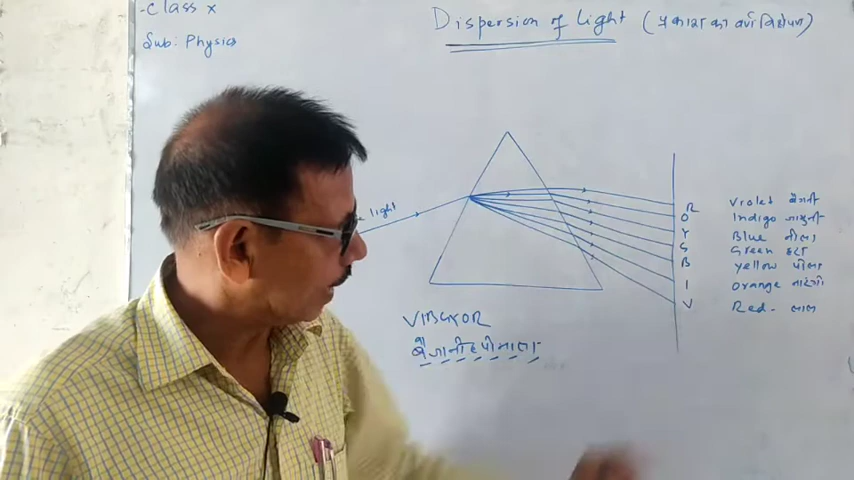 Class X
Sub: Physics
Dispersion of Light (प्रकाश का वर्ण विक्षेपण)
light
R
O
Y
G
B
I
V
Violet बैंगनी
Indigo जामुनी
Blue नीला
Green हरा
Yellow पीला
Orange नारंगी
Red - लाल
VIBGYOR
बैजानीहपीनाला